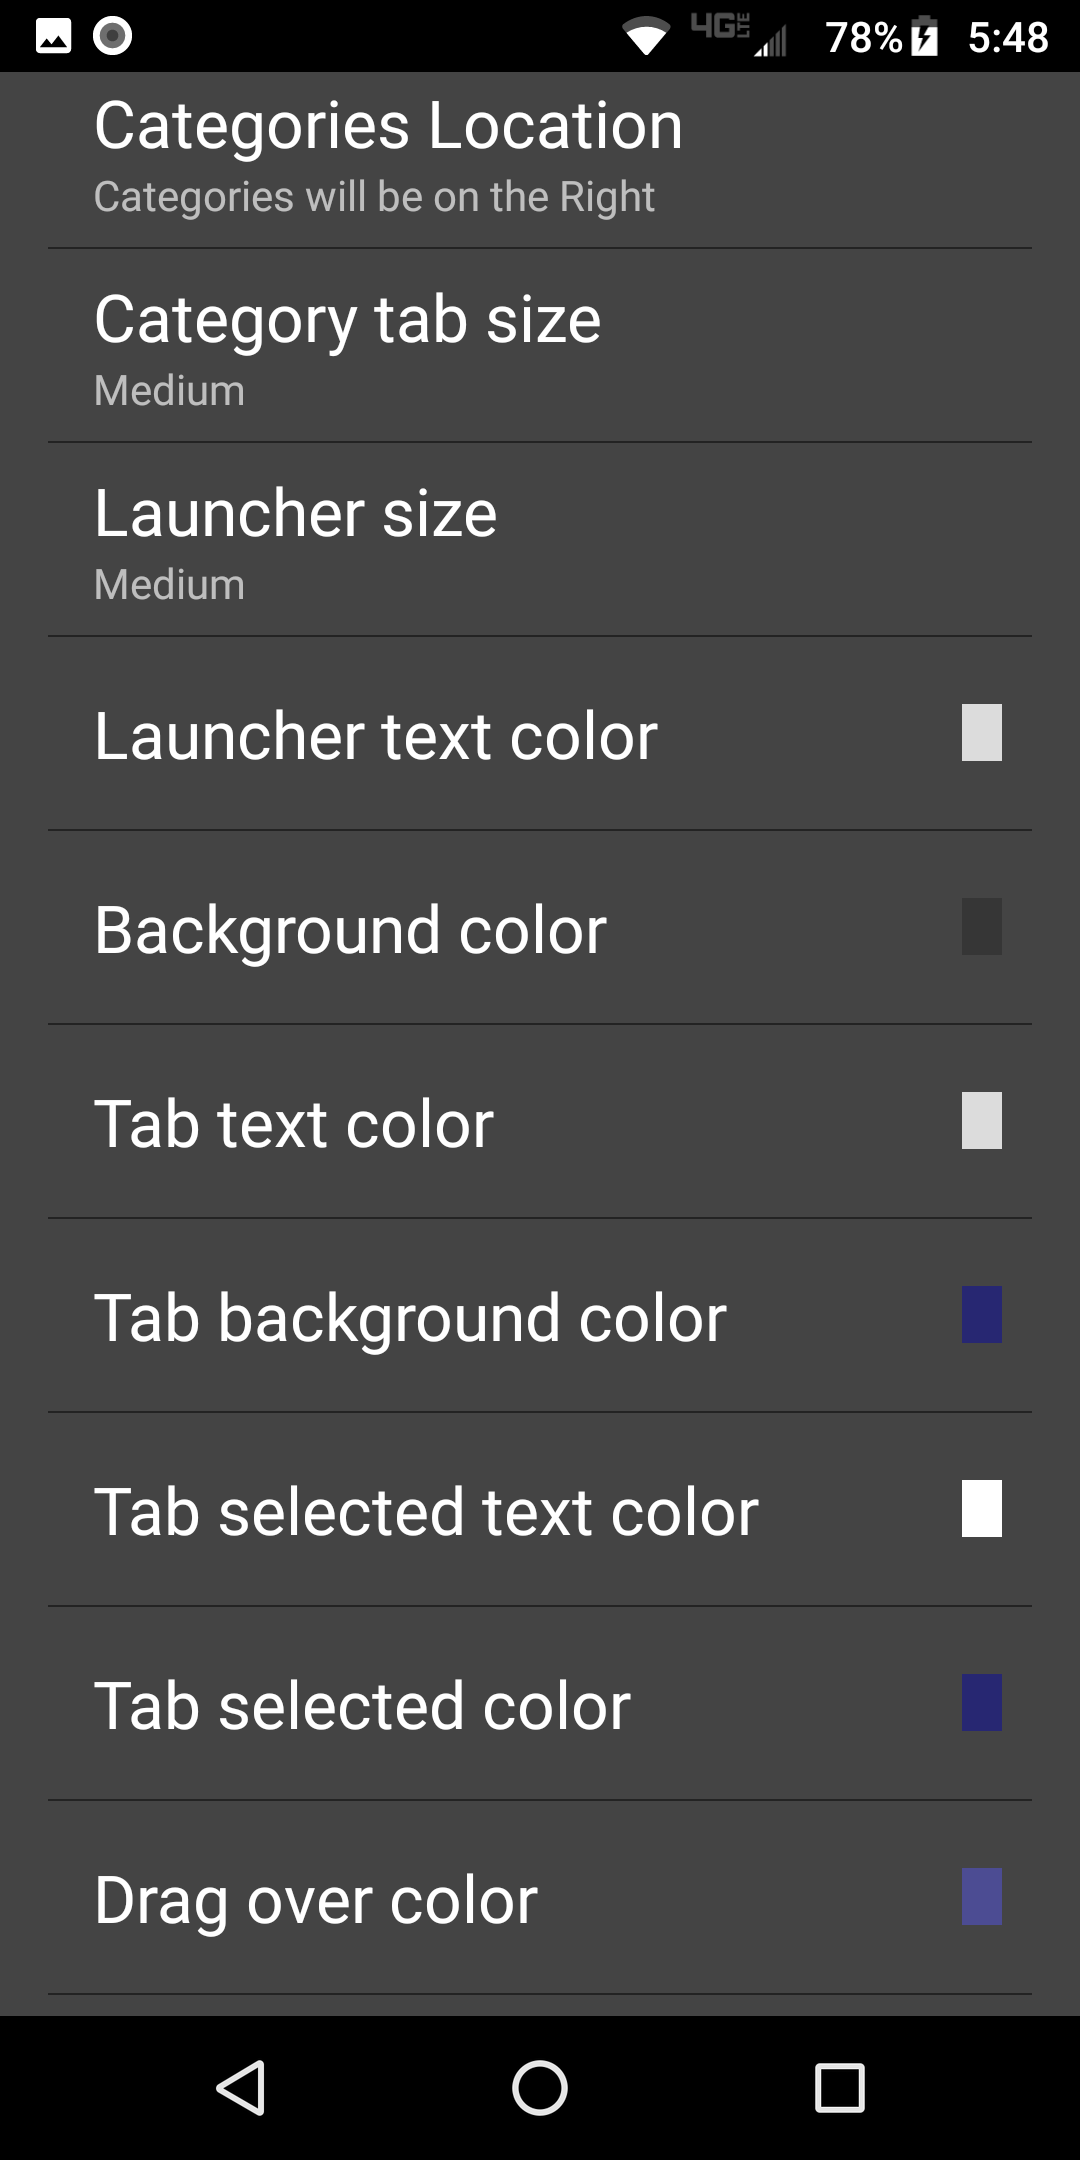 4G LTE 78% 5:48
Categories Location
Categories will be on the Right
Category tab size
Medium
Launcher size
Medium
Launcher text color
Background color
Tab text color
Tab background color
Tab selected text color
Tab selected color
Drag over color